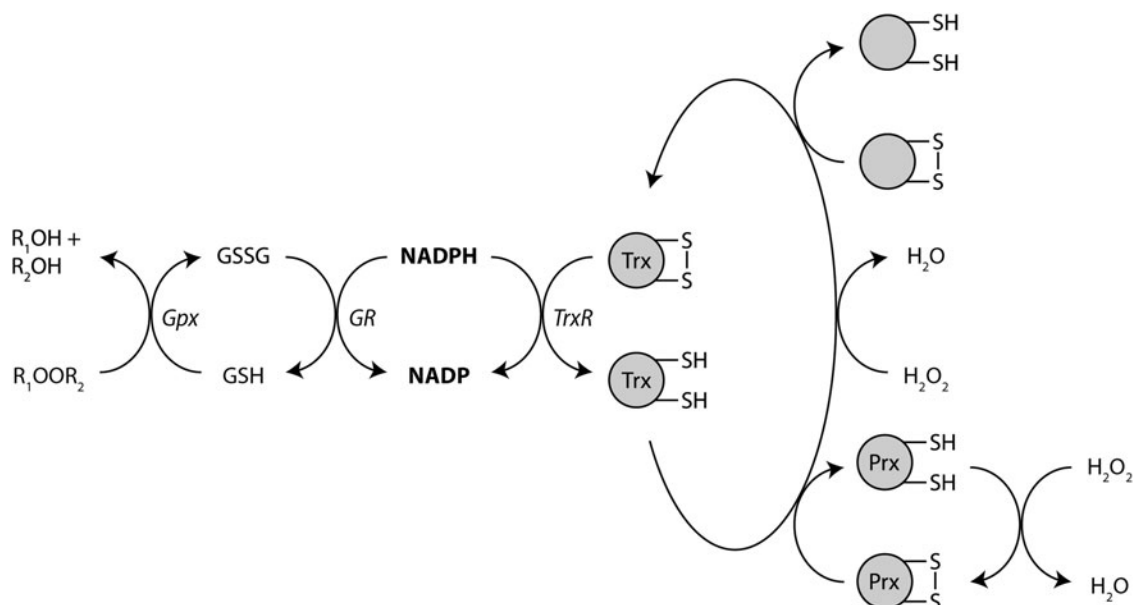 SH
SH
S
S
R₁OH +
R₂OH
GSSG
NADPH
Trx
S
S
H₂O
Gpx
GR
TrxR
R₁OOR₂
GSH
NADP
Trx
SH
SH
H₂O₂
Prx
SH
SH
H₂O₂
Prx
S
S
H₂O